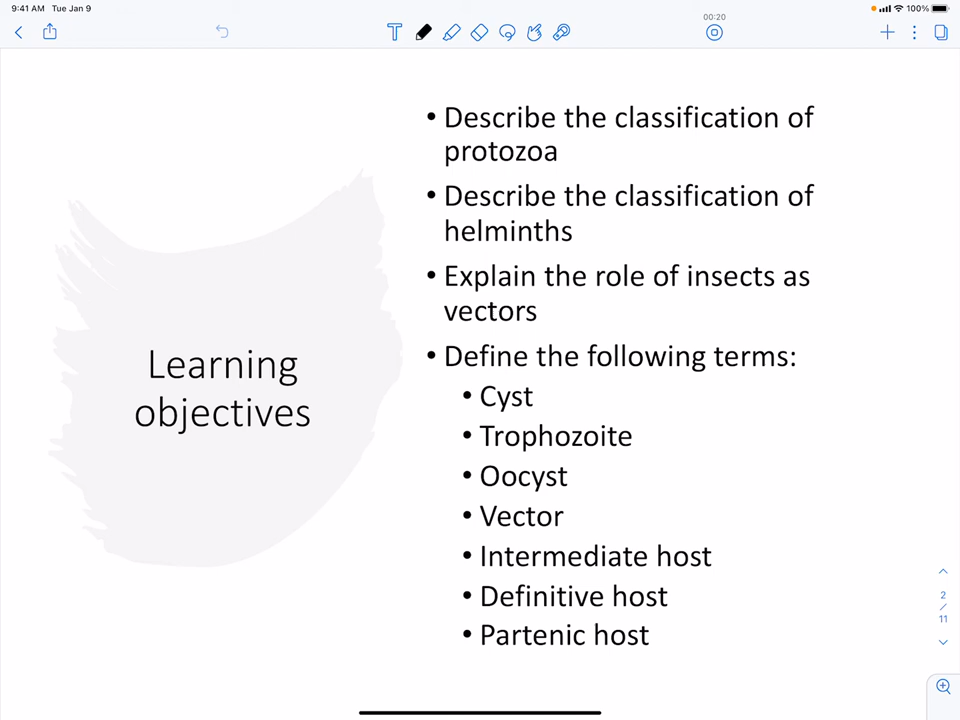 9:41 AM Tue Jan 9
100%
00:20
T
Learning
objectives
• Describe the classification of
protozoa
• Describe the classification of
helminths
• Explain the role of insects as
vectors
• Define the following terms:
• Cyst
• Trophozoite
• Oocyst
• Vector
• Intermediate host
• Definitive host
• Partenic host
2
/
11